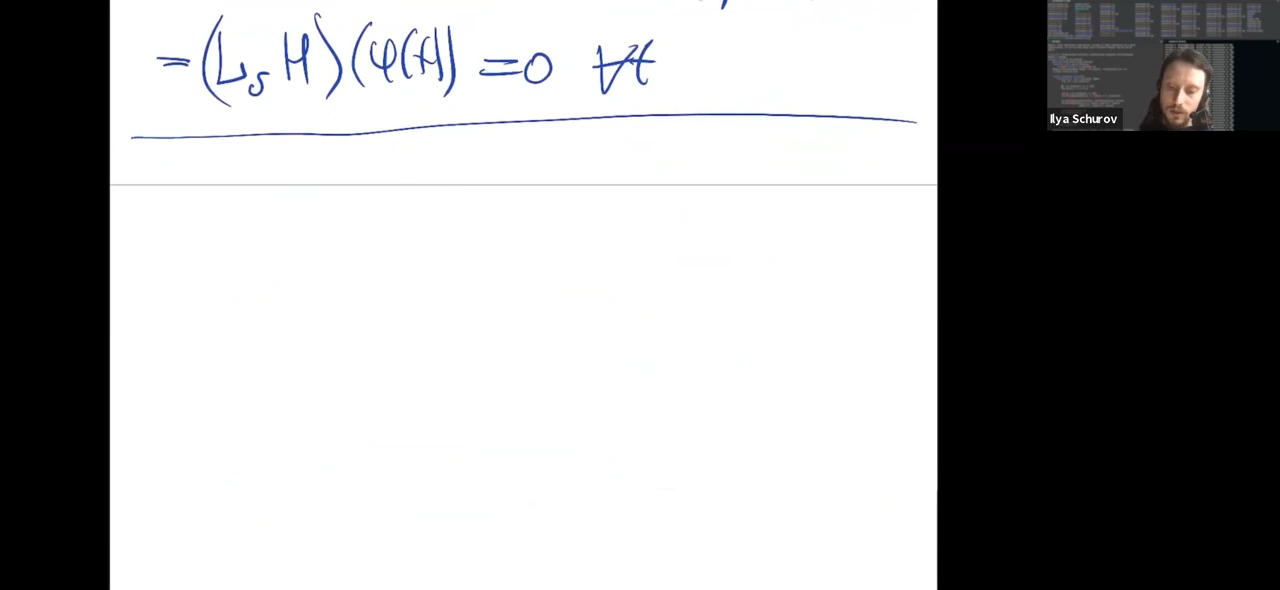 = (L_s H)(φ(t)) = 0 ∀t
Ilya Schurov